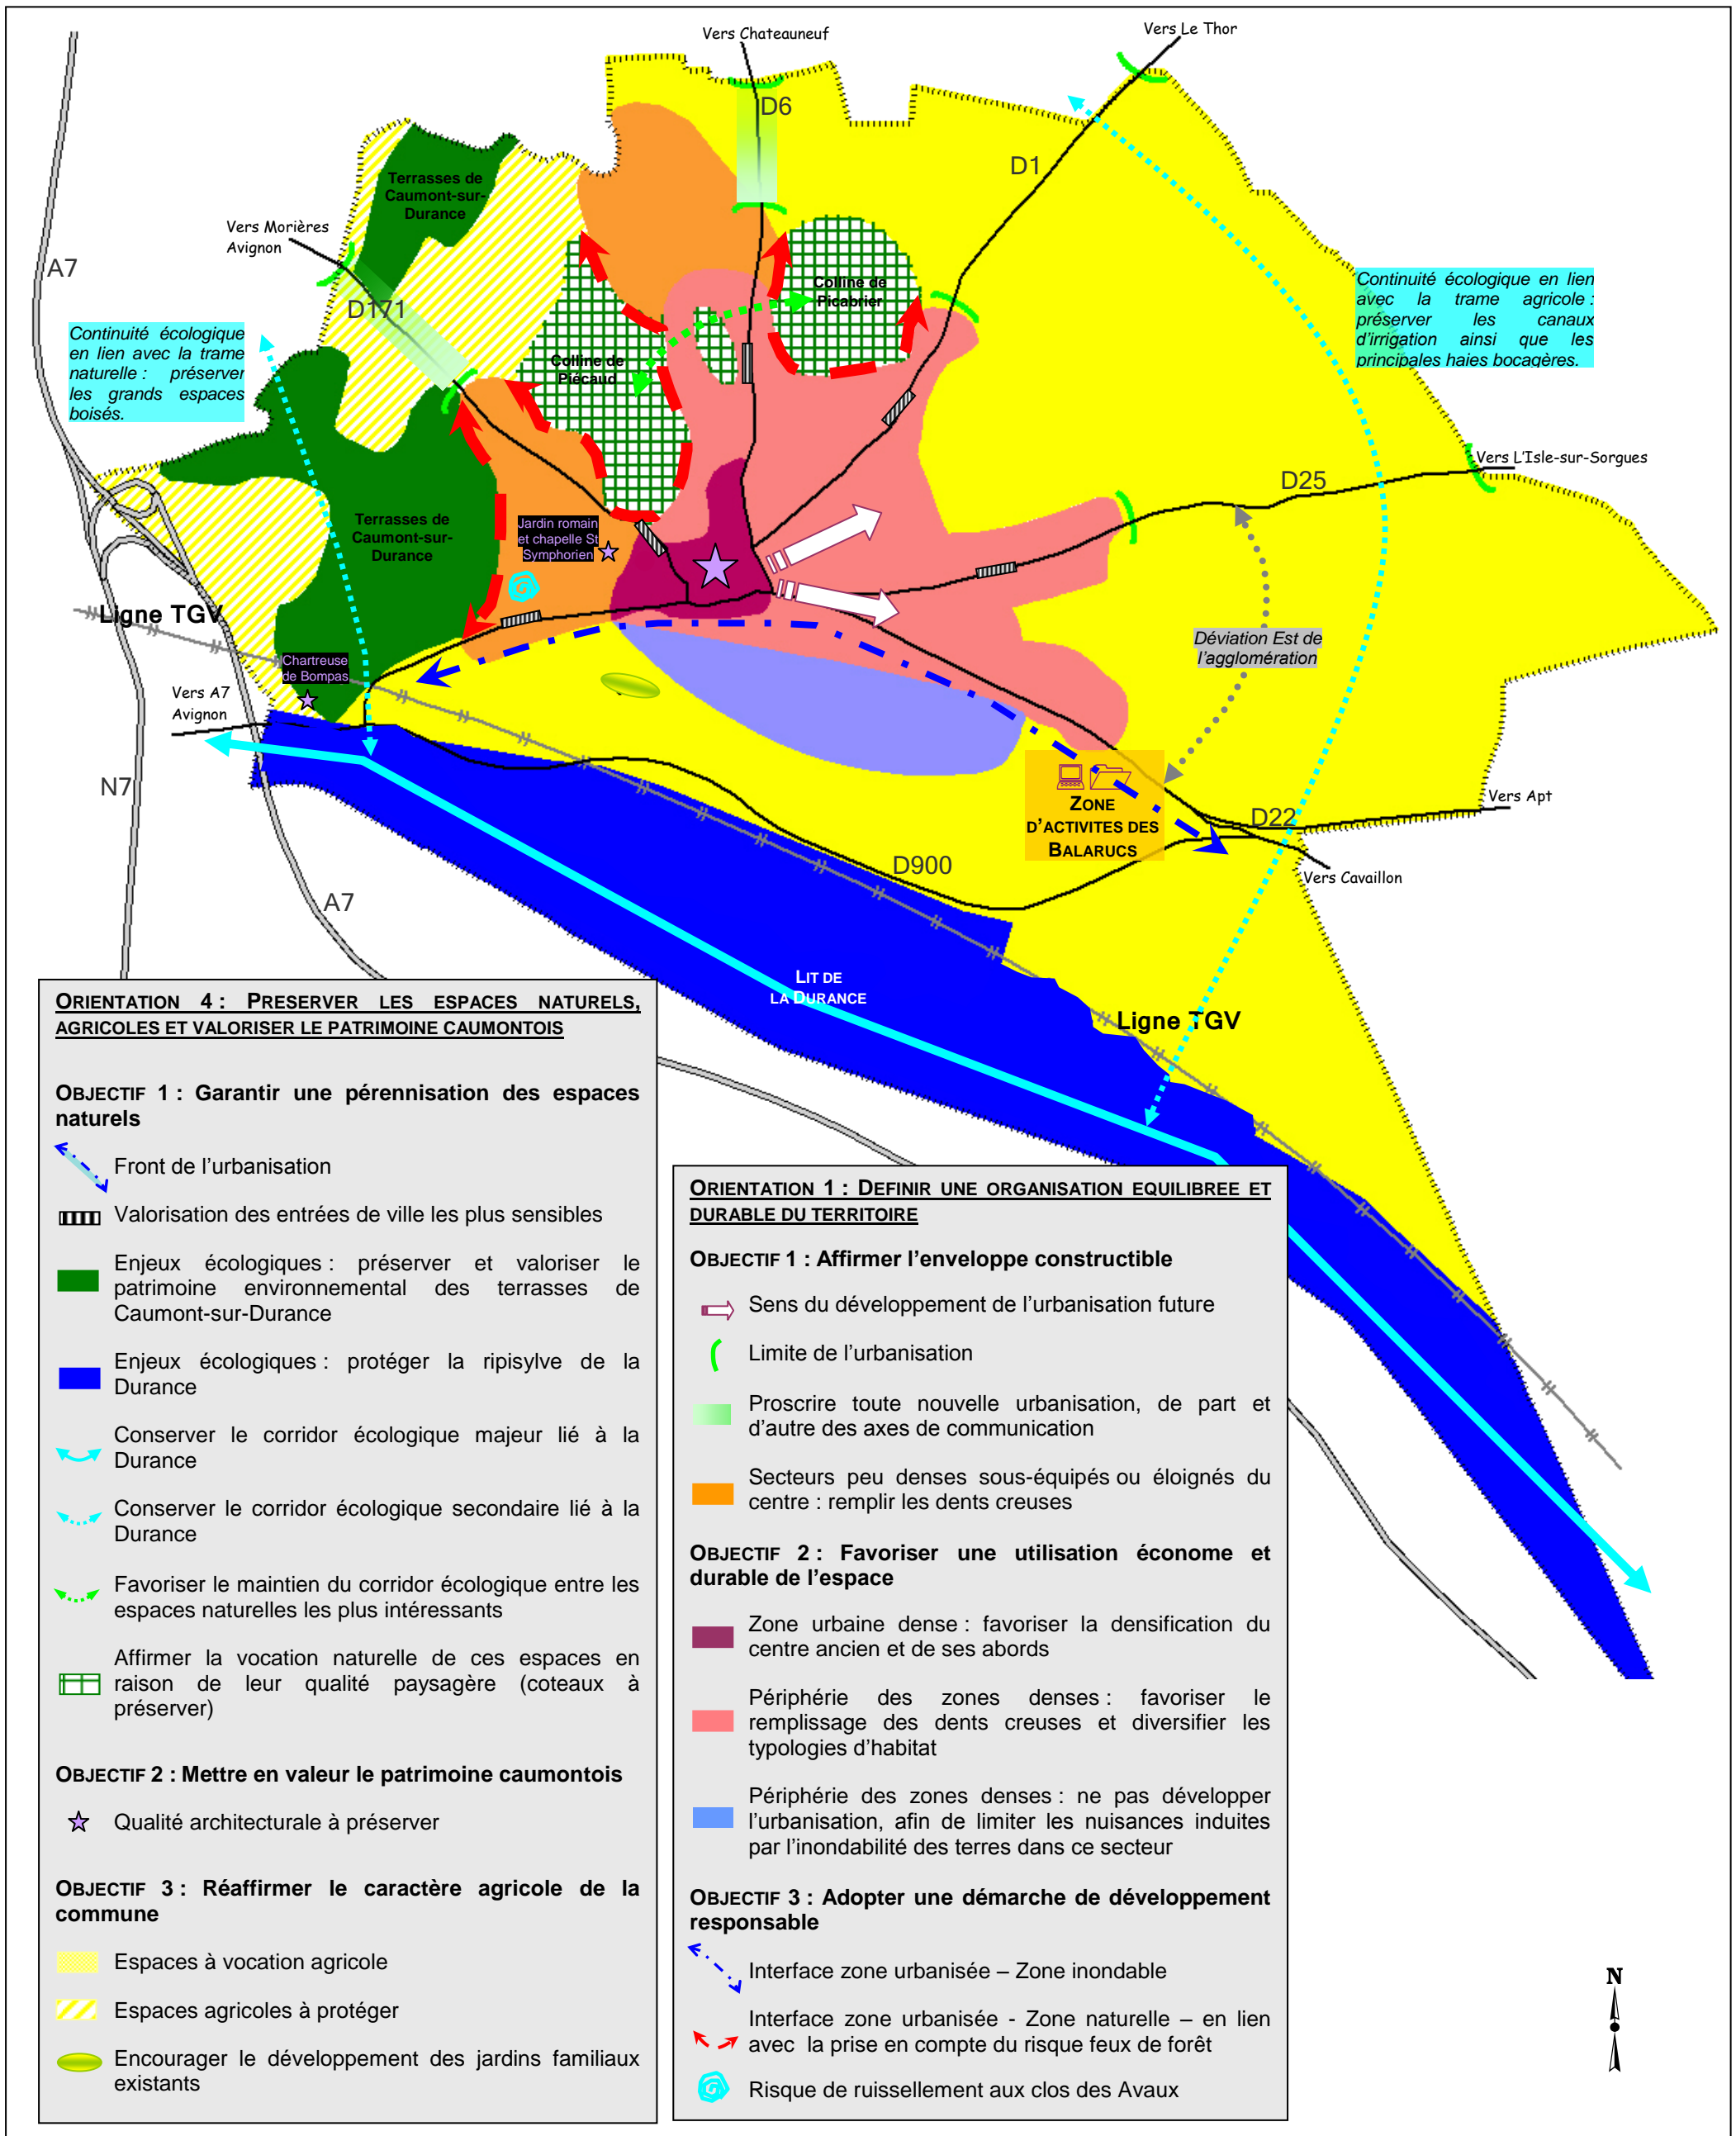 Vers Chateauneuf
Vers Le Thor
D6
D1
Terrasses de
Caumont-sur-
Durance
Vers Morières
Avignon
A7
D171
Colline de
Picabrier
Continuité écologique en lien
avec la trame agricole :
préserver les canaux
d'irrigation ainsi que les
principales haies bocagères.
Continuité écologique
en lien avec la trame
naturelle : préserver
les grands espaces
boisés.
Colline de
Piécaud
Vers L'Isle-sur-Sorgues
D25
Terrasses de
Caumont-sur-
Durance
Jardin romain
et chapelle St
Symphorien
Ligne TGV
Déviation Est de
l'agglomération
Chartreuse
de Bompas
Vers A7
Avignon
N7
ZONE
D'ACTIVITES DES
BALARUCS
Vers Apt
D22
D900
Vers Cavaillon
A7
LIT DE
LA DURANCE
Ligne TGV
ORIENTATION 4 : PRESERVER LES ESPACES NATURELS,
AGRICOLES ET VALORISER LE PATRIMOINE CAUMONTOIS
OBJECTIF 1 : Garantir une pérennisation des espaces
naturels
Front de l'urbanisation
Valorisation des entrées de ville les plus sensibles
Enjeux écologiques : préserver et valoriser le
patrimoine environnemental des terrasses de
Caumont-sur-Durance
Enjeux écologiques : protéger la ripisylve de la
Durance
Conserver le corridor écologique majeur lié à la
Durance
Conserver le corridor écologique secondaire lié à la
Durance
Favoriser le maintien du corridor écologique entre les
espaces naturelles les plus intéressants
Affirmer la vocation naturelle de ces espaces en
raison de leur qualité paysagère (coteaux à
préserver)
OBJECTIF 2 : Mettre en valeur le patrimoine caumontois
Qualité architecturale à préserver
OBJECTIF 3 : Réaffirmer le caractère agricole de la
commune
Espaces à vocation agricole
Espaces agricoles à protéger
Encourager le développement des jardins familiaux
existants
ORIENTATION 1 : DEFINIR UNE ORGANISATION EQUILIBREE ET
DURABLE DU TERRITOIRE
OBJECTIF 1 : Affirmer l'enveloppe constructible
Sens du développement de l'urbanisation future
Limite de l'urbanisation
Proscrire toute nouvelle urbanisation, de part et
d'autre des axes de communication
Secteurs peu denses sous-équipés ou éloignés du
centre : remplir les dents creuses
OBJECTIF 2 : Favoriser une utilisation économe et
durable de l'espace
Zone urbaine dense : favoriser la densification du
centre ancien et de ses abords
Périphérie des zones denses : favoriser le
remplissage des dents creuses et diversifier les
typologies d'habitat
Périphérie des zones denses : ne pas développer
l'urbanisation, afin de limiter les nuisances induites
par l'inondabilité des terres dans ce secteur
OBJECTIF 3 : Adopter une démarche de développement
responsable
Interface zone urbanisée – Zone inondable
Interface zone urbanisée - Zone naturelle – en lien
avec la prise en compte du risque feux de forêt
Risque de ruissellement aux clos des Avaux
N